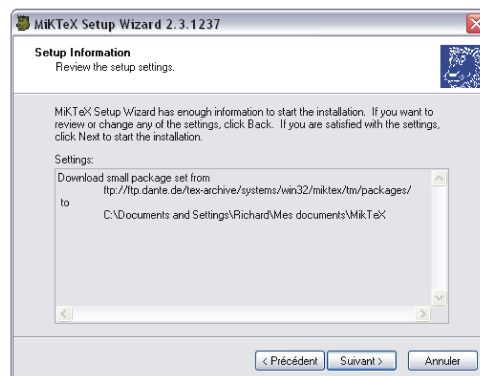 MiKTeX Setup Wizard 2.3.1237
Setup Information
Review the setup settings.
MiKTeX Setup Wizard has enough information to start the installation. If you want to
review or change any of the settings, click Back. If you are satisfied with the settings,
click Next to start the installation.
Settings:
Download small package set from
ftp://ftp.dante.de/tex-archive/systems/win32/miktex/tm/packages/
to
C:\Documents and Settings\Richard\Mes documents\MikTeX
< Précédent Suivant > Annuler